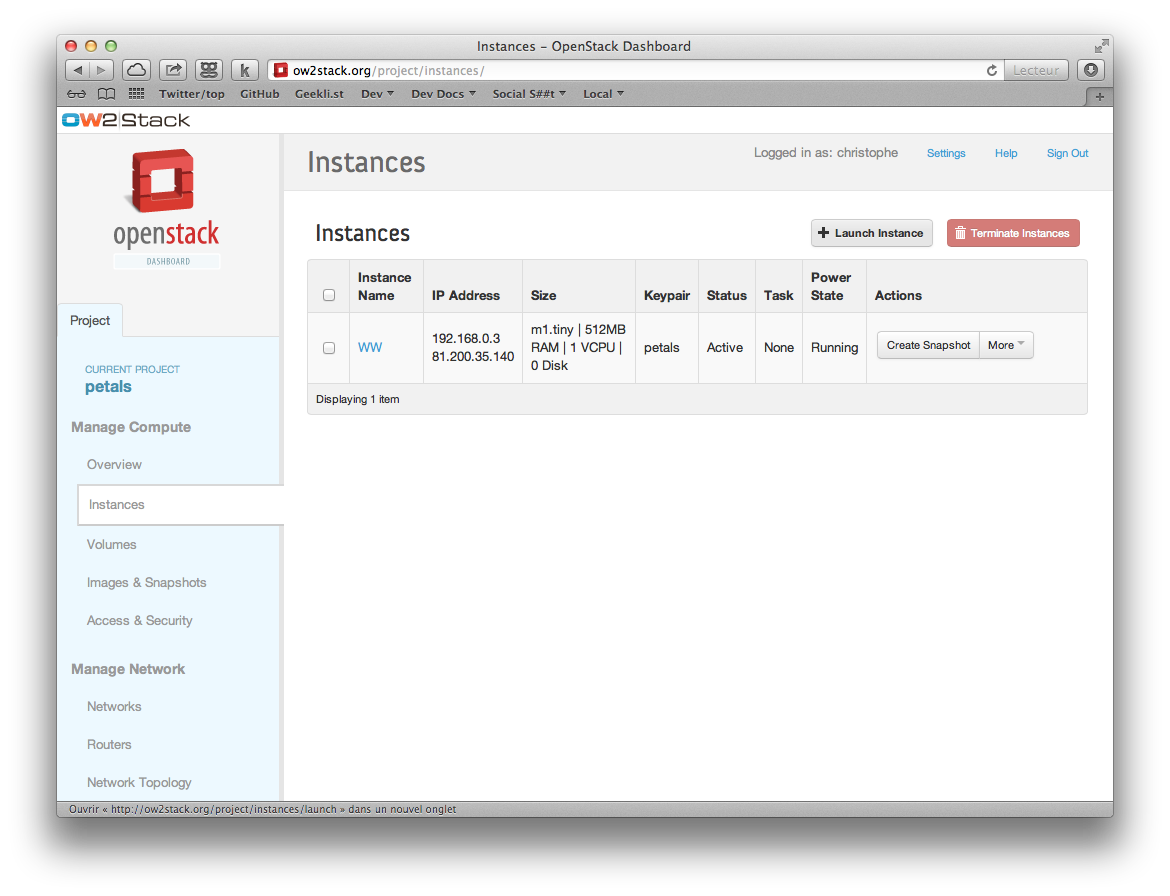 Instances – OpenStack Dashboard
k
ow2stack.org/project/instances/
Lecteur
Twitter/top GitHub Geekli.st Dev Dev Docs Social S##t Local
OW2 Stack
Logged in as: christophe Settings Help Sign Out
Instances
openstack
DASHBOARD
Project
CURRENT PROJECT
petals
Manage Compute
Overview
Instances
Volumes
Images & Snapshots
Access & Security
Manage Network
Networks
Routers
Network Topology
Instances
+ Launch Instance
Terminate Instances
Instance
Name
IP Address
Size
Keypair
Status
Task
Power
State
Actions
WW
192.168.0.3
81.200.35.140
m1.tiny | 512MB
RAM | 1 VCPU |
0 Disk
petals
Active
None
Running
Create Snapshot
More
Displaying 1 item
Ouvrir « http://ow2stack.org/project/instances/launch » dans un nouvel onglet